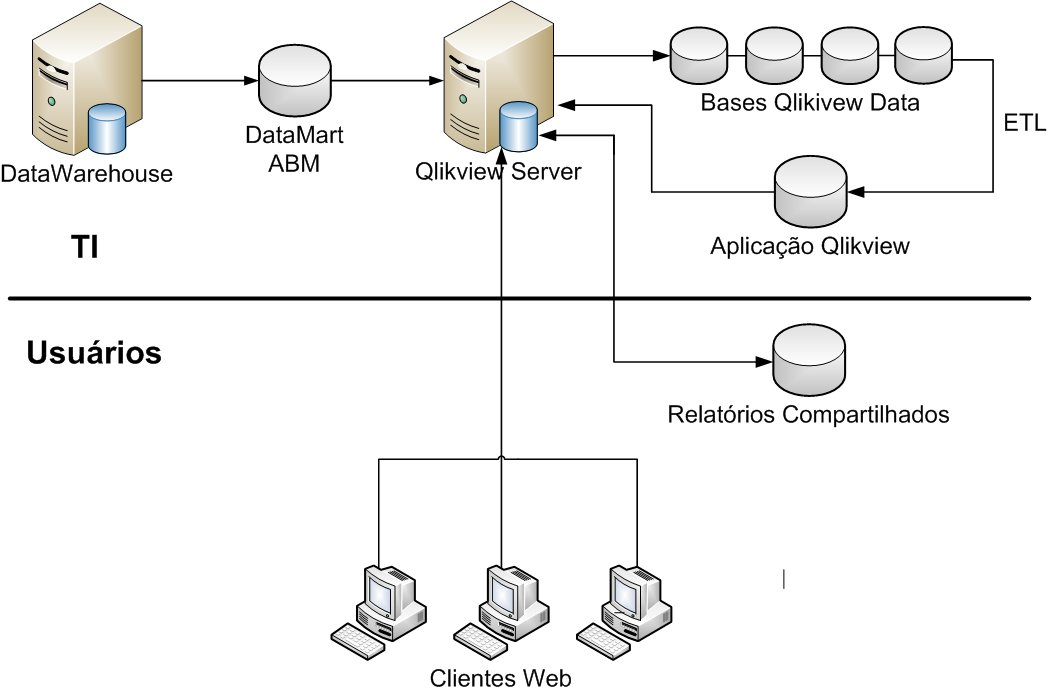 DataWarehouse
DataMart
ABM
Qlikview Server
Bases Qlikivew Data
ETL
Aplicação Qlikview
TI
Usuários
Relatórios Compartilhados
Clientes Web